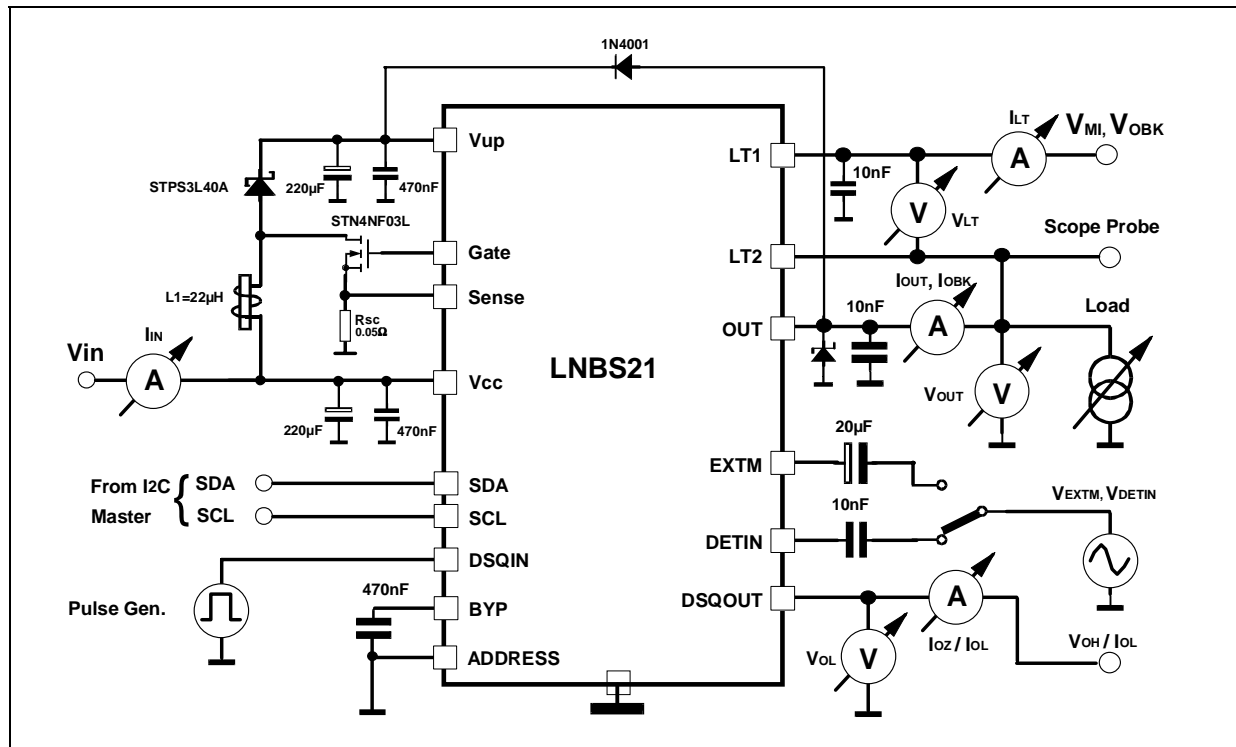 1N4001
Vup
STPS3L40A
220µF
470nF
STN4NF03L
Gate
L1=22µH
Sense
Rsc
0.05Ω
IIN
Vin
A
Vcc
220µF
470nF
From I2C
Master
{
SDA
SCL
SDA
SCL
DSQIN
Pulse Gen.
470nF
BYP
ADDRESS
LNBS21
LT1
10nF
ILT
A
VMI, VOBK
V
VLT
Scope Probe
LT2
IOUT, IOBK
10nF
OUT
A
Load
VOUT
V
20µF
EXTM
10nF
VEXTM, VDETIN
DETIN
DSQOUT
A
IOZ / IOL
VOL
V
VOH / IOL